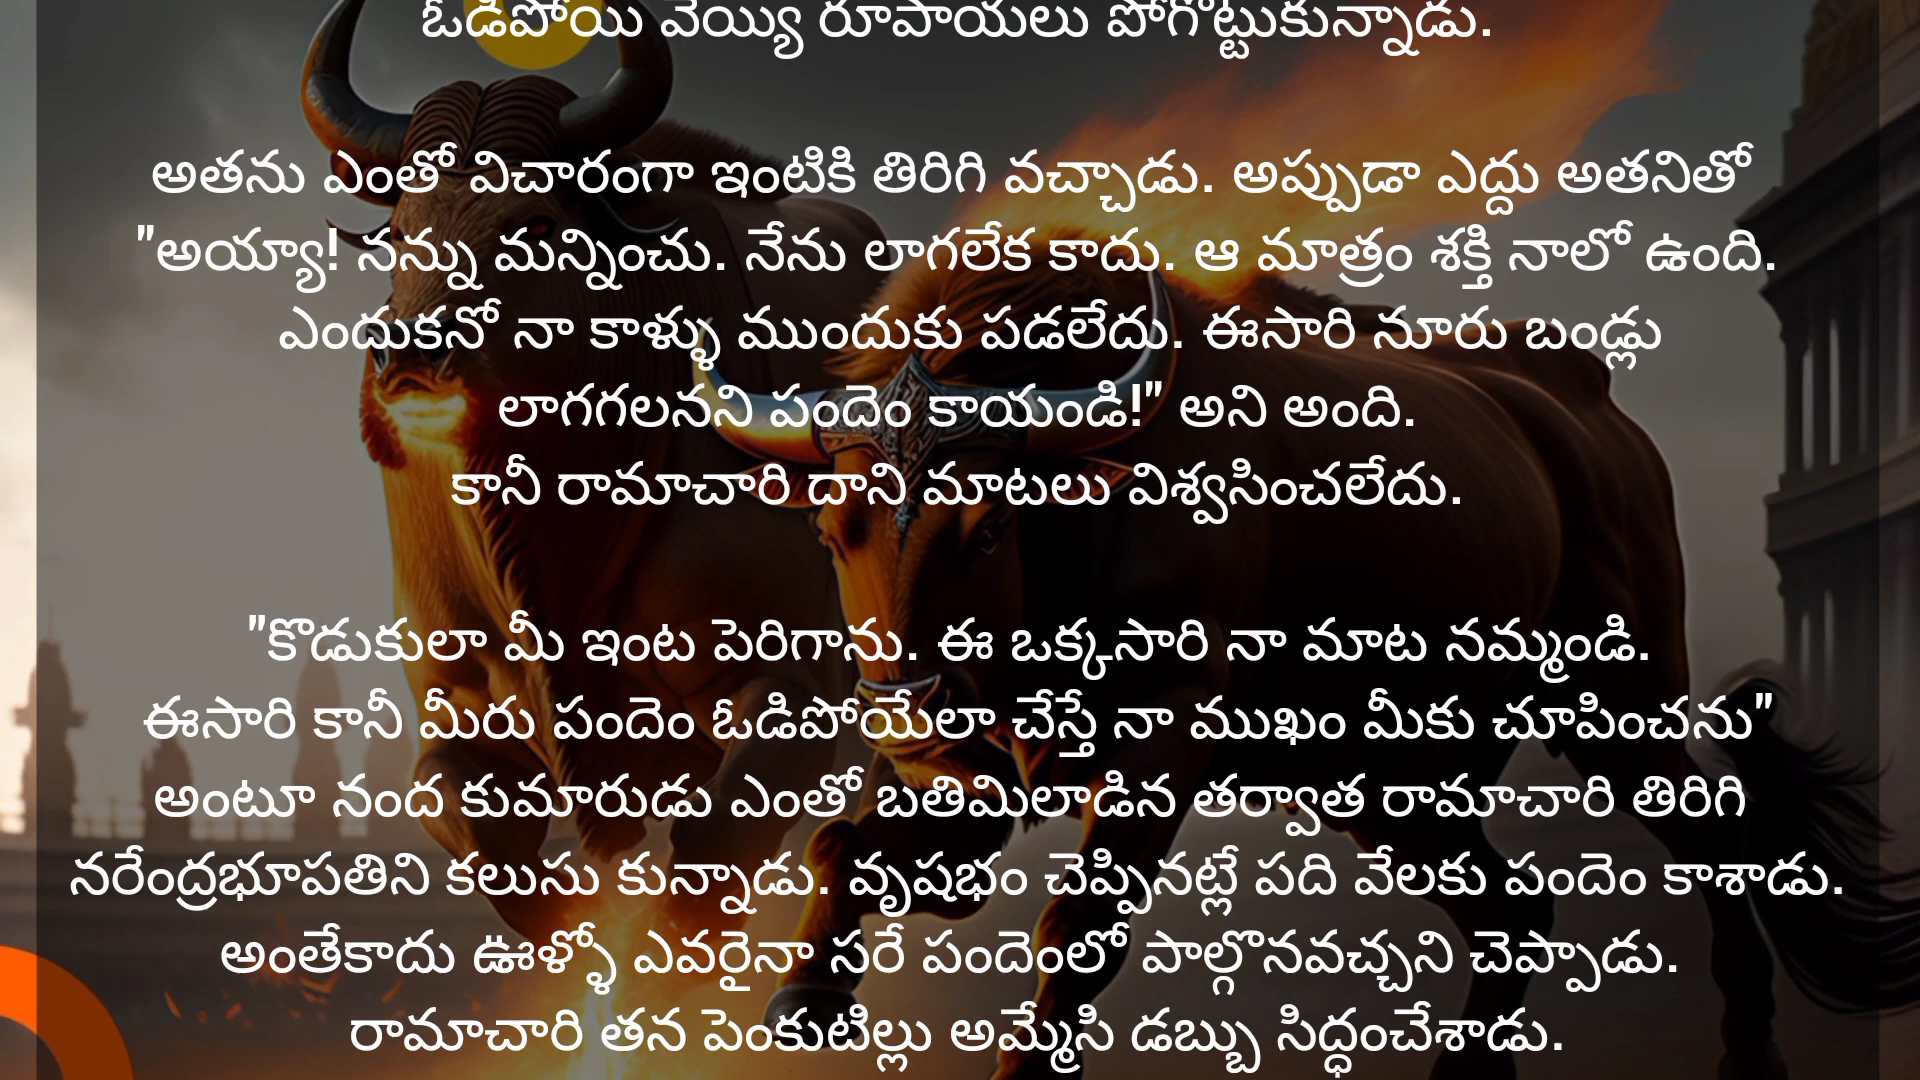 ఓడిపోయి వెయ్యి రూపాయలు పోగొట్టుకున్నాడు.
అతను ఎంతో విచారంగా ఇంటికి తిరిగి వచ్చాడు. అప్పుడా ఎద్దు అతనితో
"అయ్యా! నన్ను మన్నించు. నేను లాగలేక కాదు. ఆ మాత్రం శక్తి నాలో ఉంది.
ఎందుకనో నా కాళ్ళు ముందుకు పడలేదు. ఈసారి నూరు బండ్లు
లాగగలనని పందెం కాయండి!" అని అంది.
కానీ రామాచారి దాని మాటలు విశ్వసించలేదు.
"కొడుకులా మీ ఇంట పెరిగాను. ఈ ఒక్కసారి నా మాట నమ్మండి.
ఈసారి కానీ మీరు పందెం ఓడిపోయేలా చేస్తే నా ముఖం మీకు చూపించను"
అంటూ నంద కుమారుడు ఎంతో బతిమిలాడిన తర్వాత రామాచారి తిరిగి
నరేంద్రభూపతిని కలుసు కున్నాడు. వృషభం చెప్పినట్లే పది వేలకు పందెం కాశాడు.
అంతేకాదు ఊళ్ళో ఎవరైనా సరే పందెంలో పాల్గొనవచ్చని చెప్పాడు.
రామాచారి తన పెంకుటిల్లు అమ్మేసి డబ్బు సిద్ధంచేశాడు.